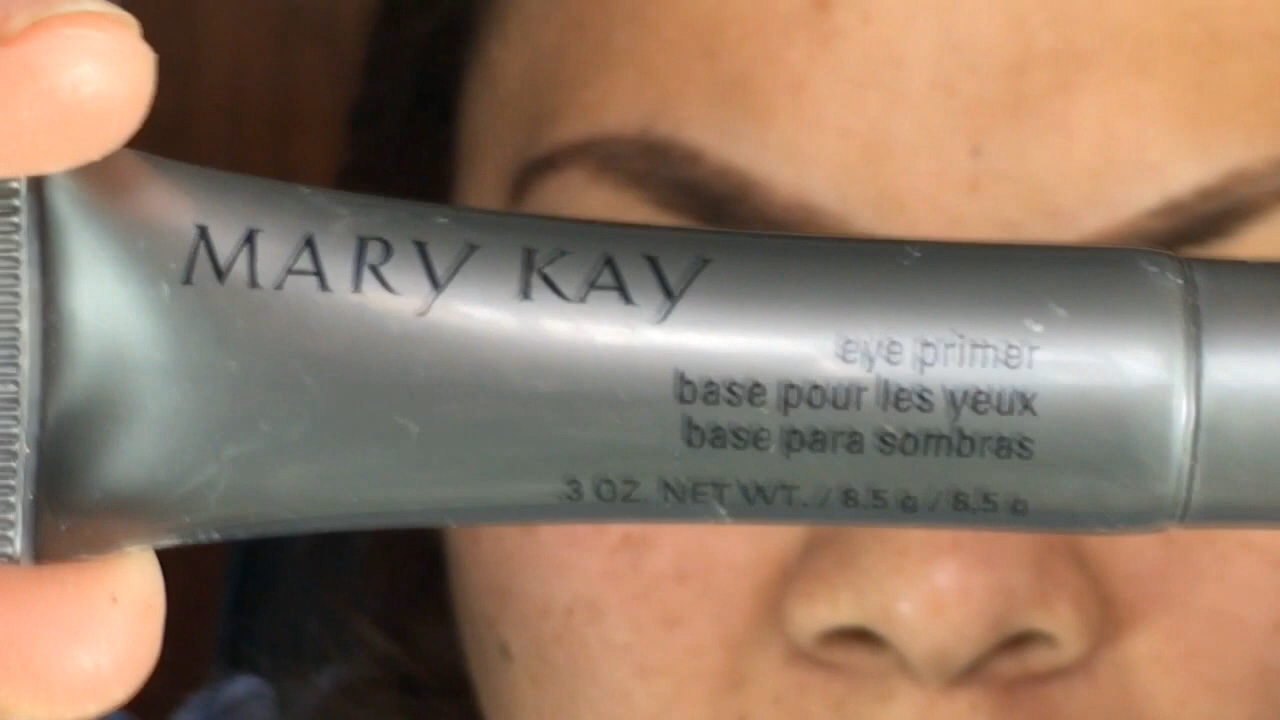 MARY KAY
eye primer
base pour les yeux
base para sombras
.3 OZ. NET WT. / 8.5 g / 8.5 g